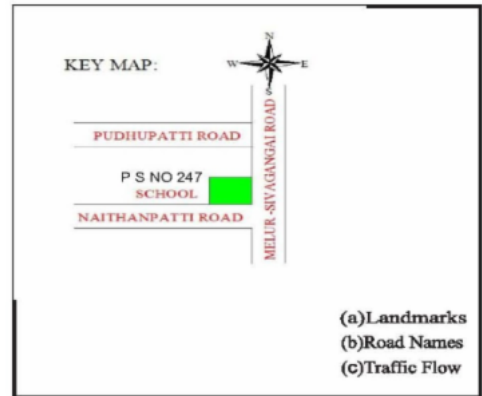 N
KEY MAP:
W
E
S
PUDHUPATTI ROAD
MELUR -SIVAGANGAI ROAD
P S NO 247
SCHOOL
NAITHANPATTI ROAD
(a)Landmarks
(b)Road Names
(c)Traffic Flow